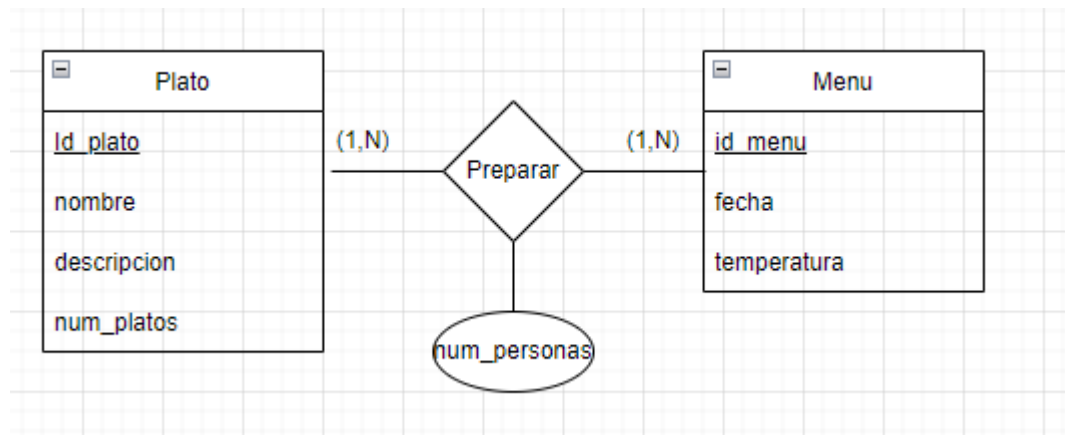 Plato
Id_plato
nombre
descripcion
num_platos
(1,N)
Preparar
(1,N)
num_personas
Menu
id_menu
fecha
temperatura